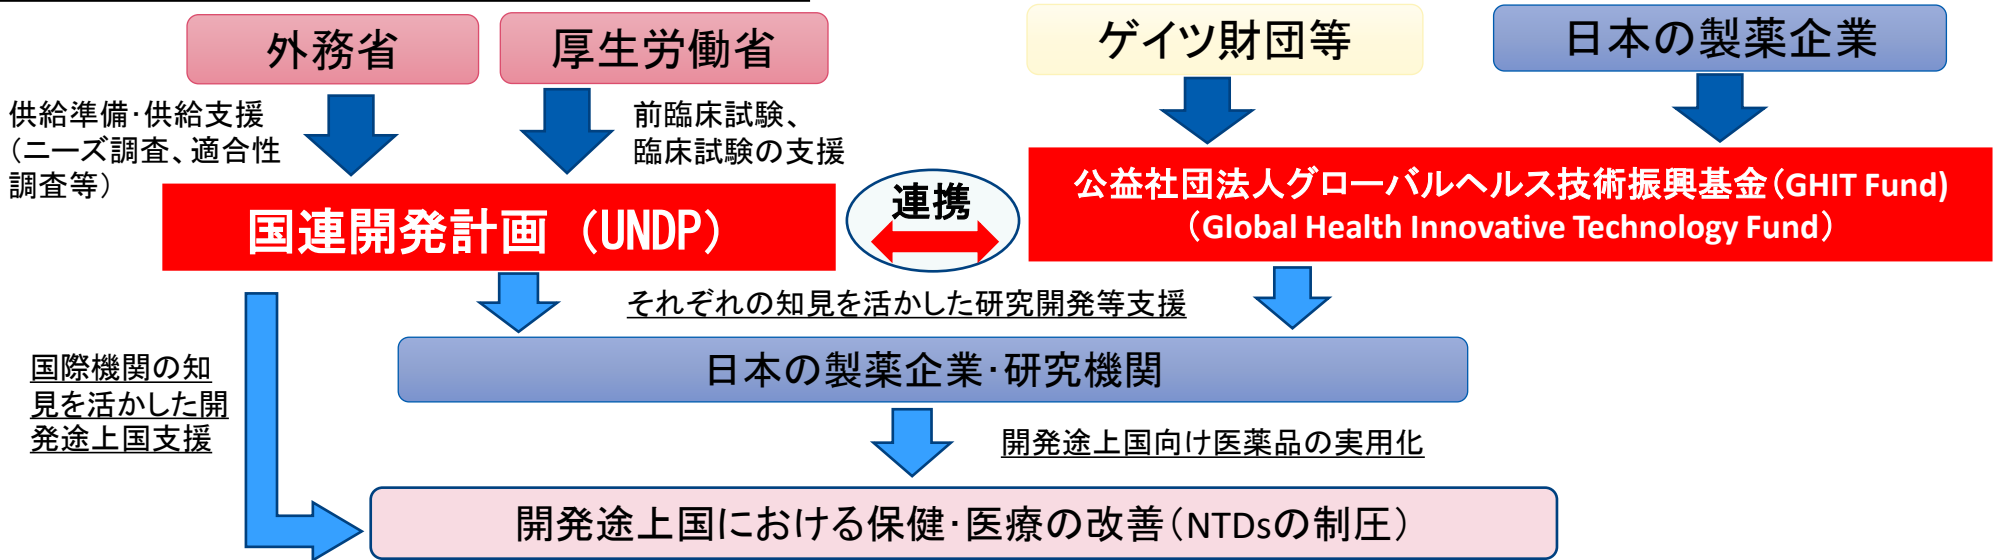 外務省
厚生労働省
ゲイツ財団等
日本の製薬企業
供給準備・供給支援
（ニーズ調査、適合性
調査等）
前臨床試験、
臨床試験の支援
国連開発計画（UNDP）
連携
公益社団法人グローバルヘルス技術振興基金（GHIT Fund)
（Global Health Innovative Technology Fund）
それぞれの知見を活かした研究開発等支援
国際機関の知
見を活かした開
発途上国支援
日本の製薬企業・研究機関
開発途上国向け医薬品の実用化
開発途上国における保健・医療の改善（NTDsの制圧）